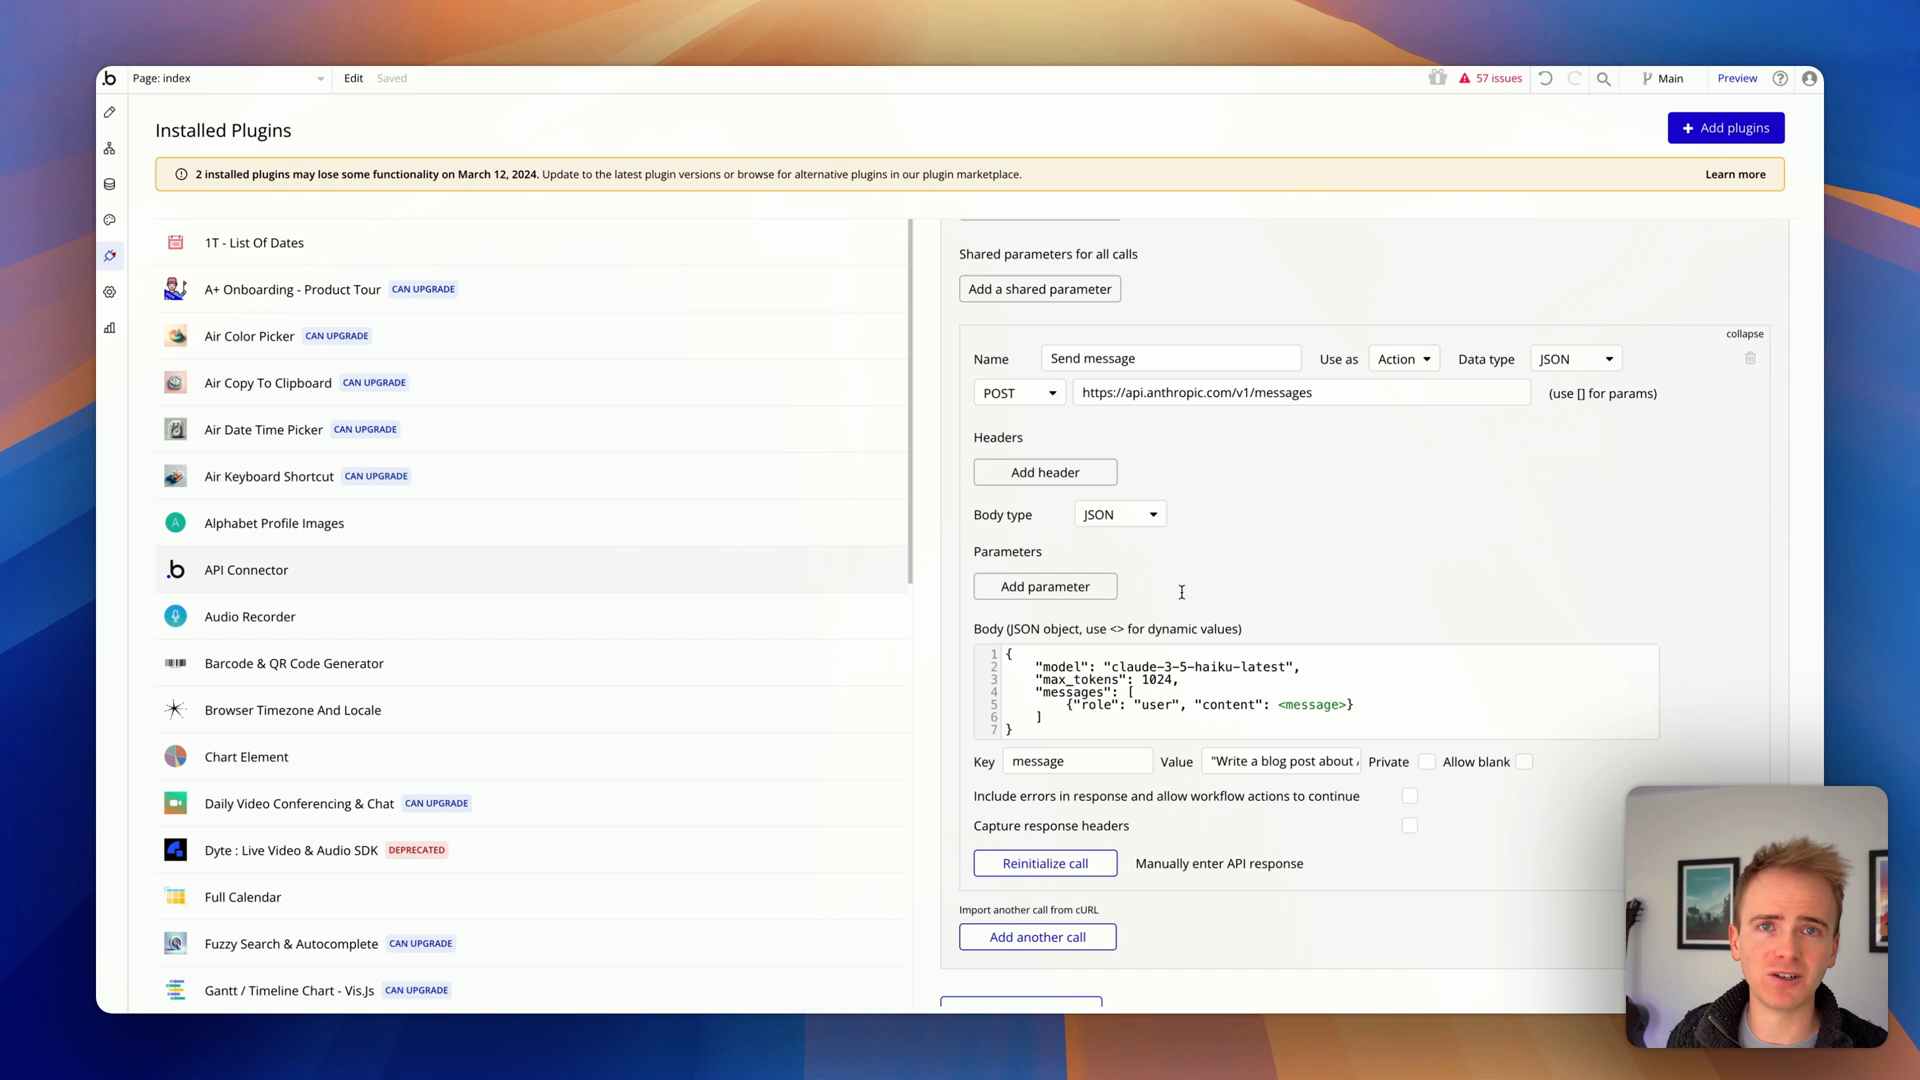 .b Page: index Edit Saved 57 issues Main Preview
Installed Plugins
+ Add plugins
2 installed plugins may lose some functionality on March 12, 2024. Update to the latest plugin versions or browse for alternative plugins in our plugin marketplace. Learn more
1T - List Of Dates
A+ Onboarding - Product Tour CAN UPGRADE
Air Color Picker CAN UPGRADE
Air Copy To Clipboard CAN UPGRADE
Air Date Time Picker CAN UPGRADE
Air Keyboard Shortcut CAN UPGRADE
A Alphabet Profile Images
.b API Connector
Audio Recorder
Barcode & QR Code Generator
Browser Timezone And Locale
Chart Element
Daily Video Conferencing & Chat CAN UPGRADE
Dyte : Live Video & Audio SDK DEPRECATED
Full Calendar
Fuzzy Search & Autocomplete CAN UPGRADE
Gantt / Timeline Chart - Vis.Js CAN UPGRADE
Shared parameters for all calls
Add a shared parameter
collapse
Name Send message Use as Action Data type JSON
POST https://api.anthropic.com/v1/messages (use [] for params)
Headers
Add header
Body type JSON
Parameters
Add parameter
Body (JSON object, use <> for dynamic values)
1 {
2 "model": "claude-3-5-haiku-latest",
3 "max_tokens": 1024,
4 "messages": [
5 {"role": "user", "content": <message>}
6 ]
7 }
Key message Value "Write a blog post about Private Allow blank
Include errors in response and allow workflow actions to continue
Capture response headers
Reinitialize call Manually enter API response
Import another call from cURL
Add another call